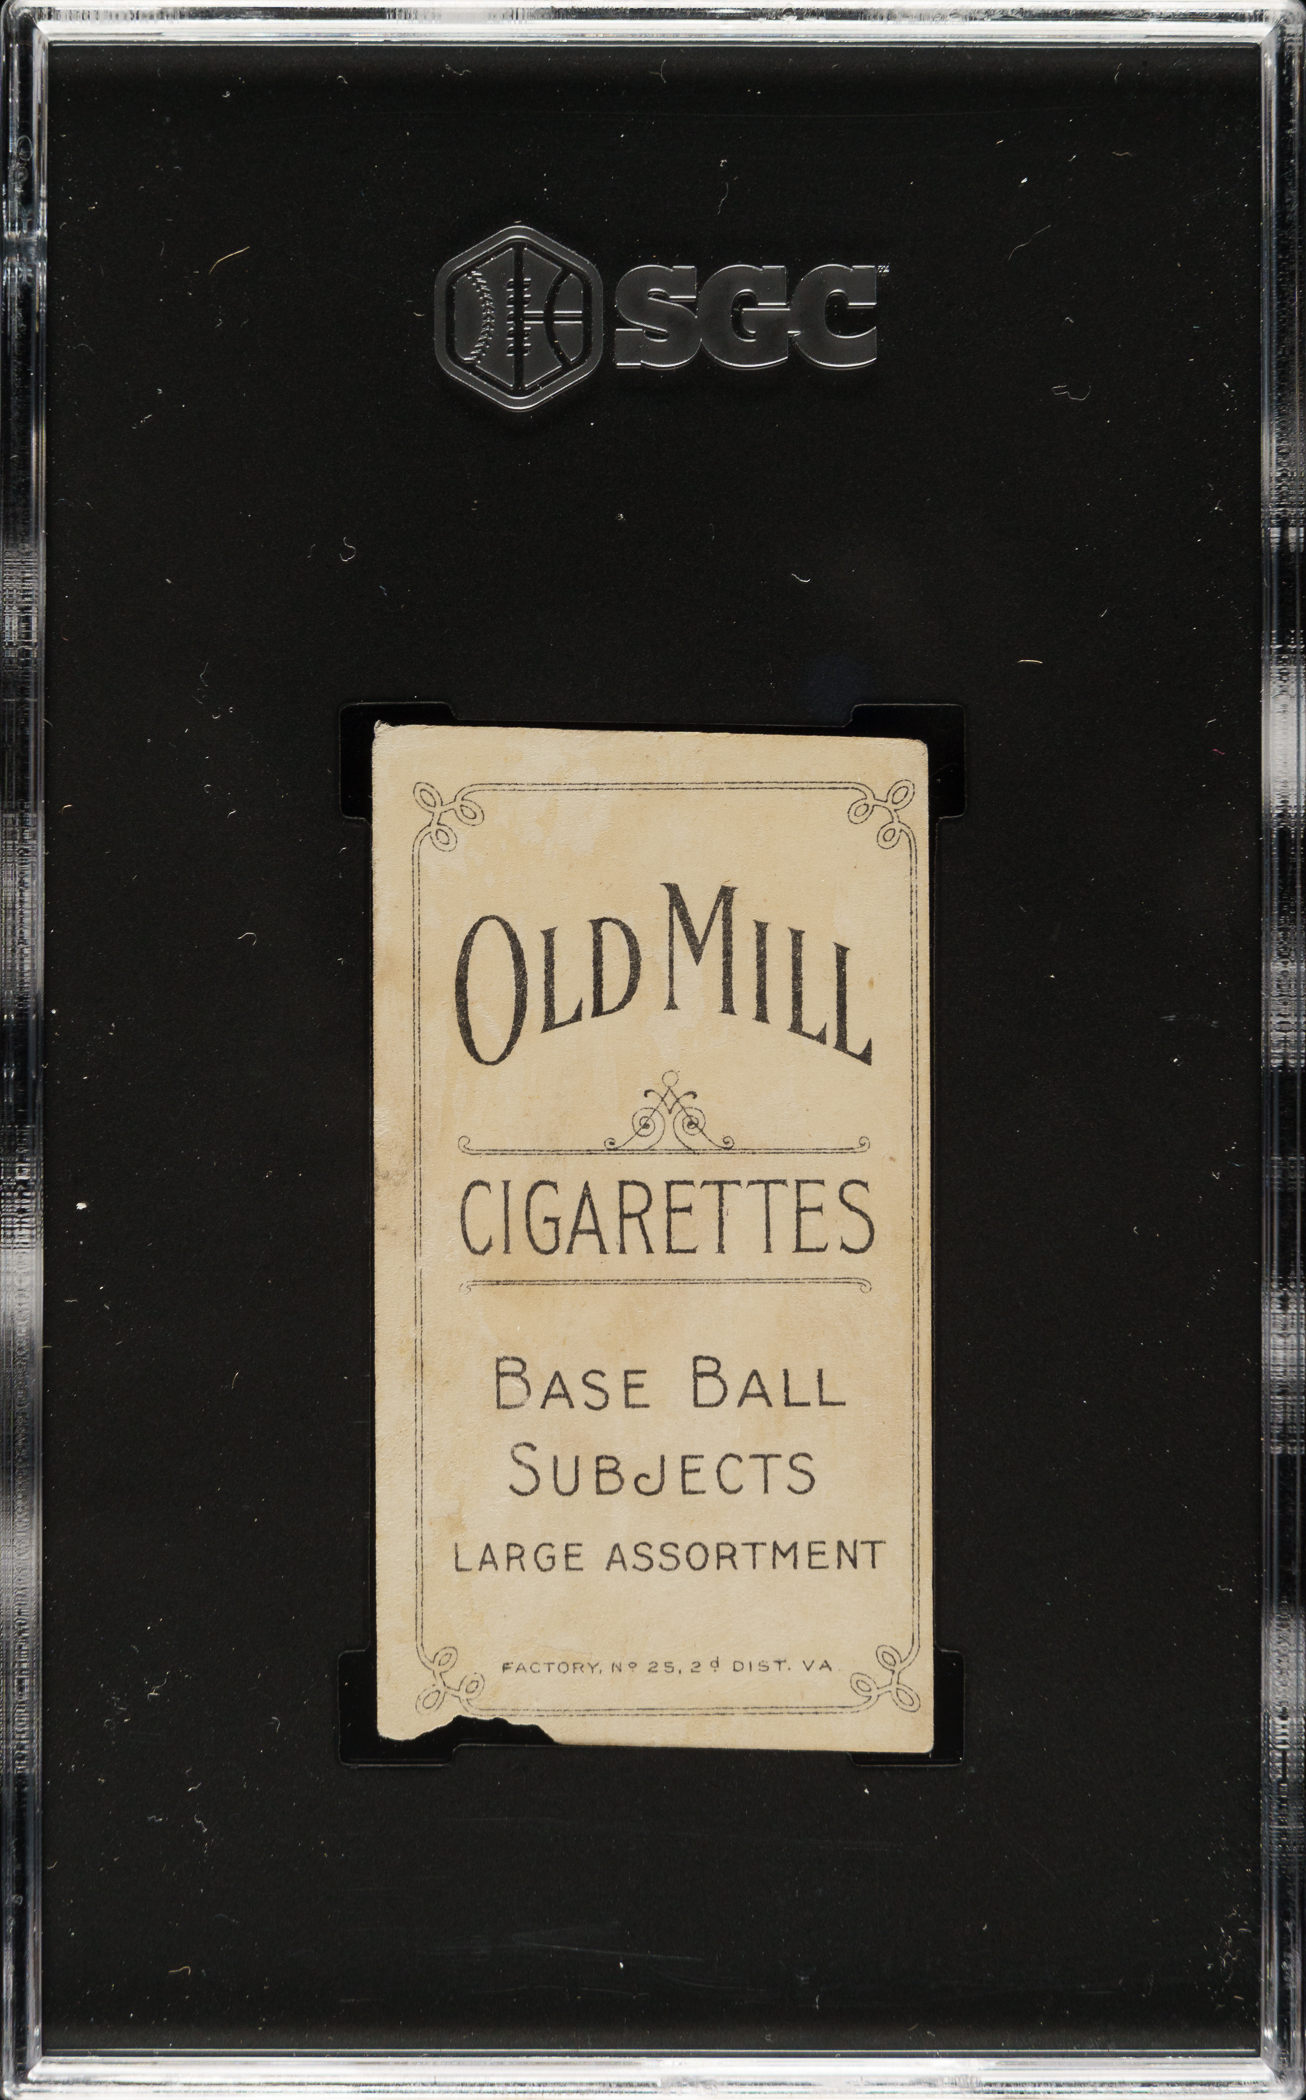 SGC
OLD MILL
CIGARETTES
BASE BALL
SUBJECTS
LARGE ASSORTMENT
FACTORY, Nº 25, 2d DIST. VA.